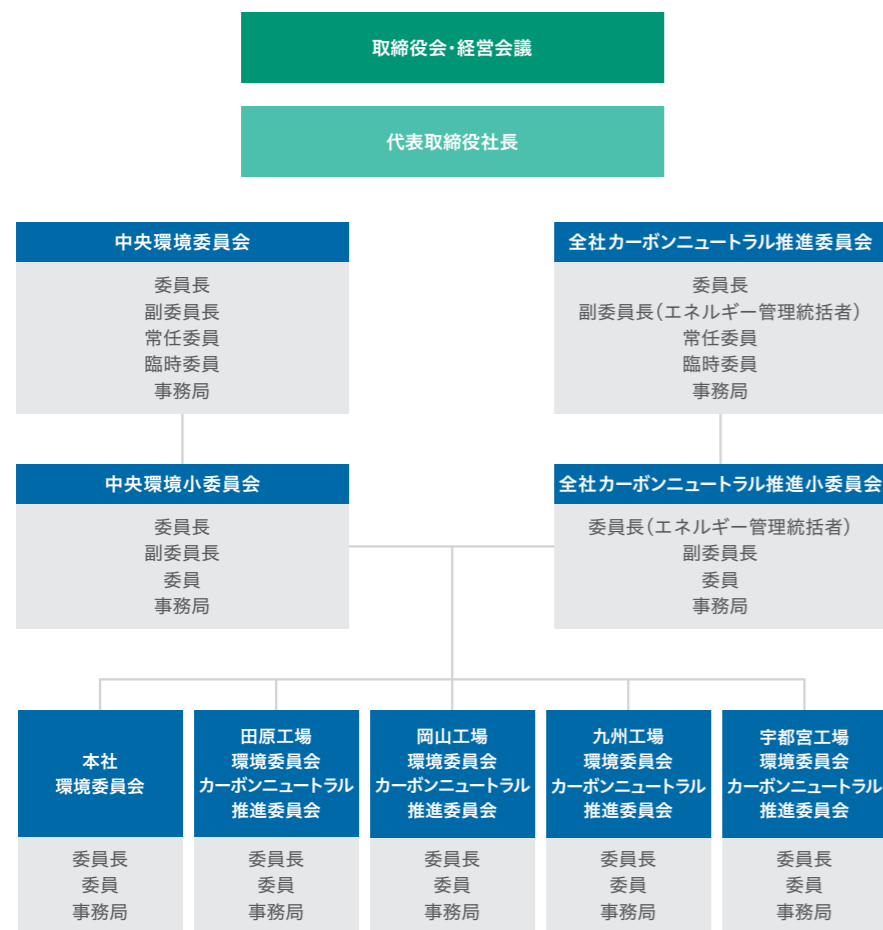 取締役会・経営会議
代表取締役社長
中央環境委員会
委員長
副委員長
常任委員
臨時委員
事務局
全社カーボンニュートラル推進委員会
委員長
副委員長(エネルギー管理統括者)
常任委員
臨時委員
事務局
中央環境小委員会
委員長
副委員長
委員
事務局
全社カーボンニュートラル推進小委員会
委員長(エネルギー管理統括者)
副委員長
委員
事務局
本社
環境委員会
委員長
委員
事務局
田原工場
環境委員会
カーボンニュートラル
推進委員会
委員長
委員
事務局
岡山工場
環境委員会
カーボンニュートラル
推進委員会
委員長
委員
事務局
九州工場
環境委員会
カーボンニュートラル
推進委員会
委員長
委員
事務局
宇都宮工場
環境委員会
カーボンニュートラル
推進委員会
委員長
委員
事務局